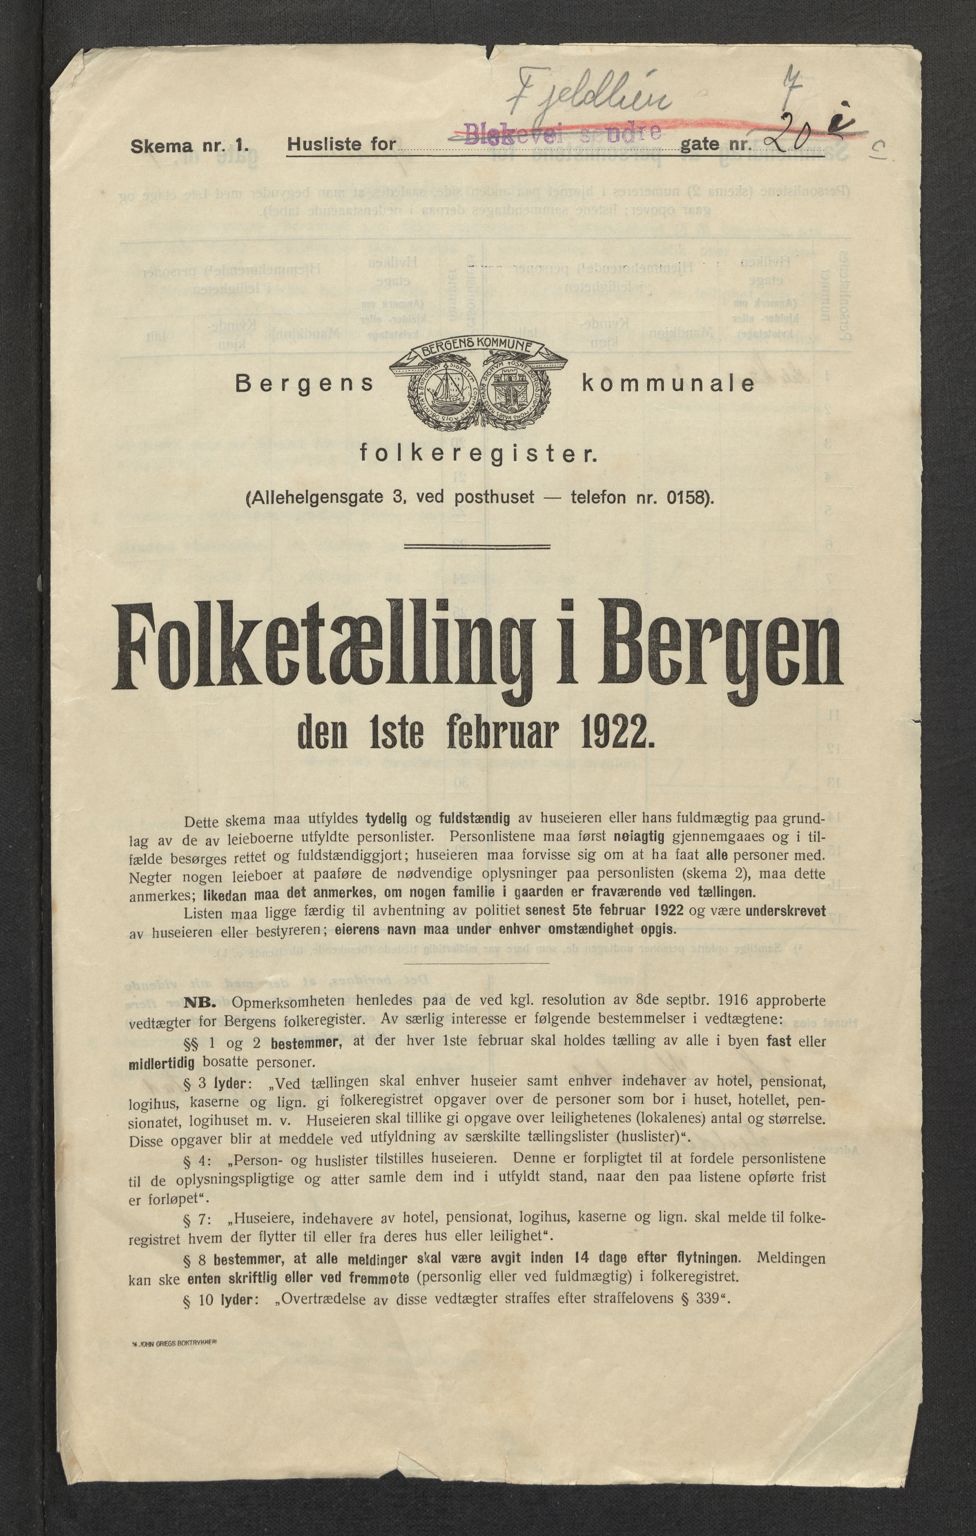 Fjeldlien 7
Skema nr. 1. Husliste for Blekevei søndre gate nr. 20 i c
BERGENS KOMMUNE
Bergens kommunale
folkeregister.
(Allehelgensgate 3, ved posthuset — telefon nr. 0158).
Folketælling i Bergen
den 1ste februar 1922.
Dette skema maa utfyldes tydelig og fuldstændig av huseieren eller hans fuldmægtig paa grund-
lag av de av leieboerne utfyldte personlister. Personlistene maa først nøiagtig gjennemgaaes og i til-
fælde besørges rettet og fuldstændiggjort; huseieren maa forvisse sig om at ha faat alle personer med.
Negter nogen leieboer at paaføre de nødvendige oplysninger paa personlisten (skema 2), maa dette
anmerkes; likedan maa det anmerkes, om nogen familie i gaarden er fraværende ved tællingen.
Listen maa ligge færdig til avhentning av politiet senest 5te februar 1922 og være underskrevet
av huseieren eller bestyreren; eierens navn maa under enhver omstændighet opgis.
NB. Opmerksomheten henledes paa de ved kgl. resolution av 8de septbr. 1916 approberte
vedtægter for Bergens folkeregister. Av særlig interesse er følgende bestemmelser i vedtægtene:
§§ 1 og 2 bestemmer, at der hver 1ste februar skal holdes tælling av alle i byen fast eller
midlertidig bosatte personer.
§ 3 lyder: „Ved tællingen skal enhver huseier samt enhver indehaver av hotel, pensionat,
logihus, kaserne og lign. gi folkeregistret opgaver over de personer som bor i huset, hotellet, pen-
sionatet, logihuset m. v. Huseieren skal tillike gi opgave over leilighetenes (lokalenes) antal og størrelse.
Disse opgaver blir at meddele ved utfyldning av særskilte tællingslister (huslister)“.
§ 4: „Person- og huslister tilstilles huseieren. Denne er forpligtet til at fordele personlistene
til de oplysningspligtige og atter samle dem ind i utfyldt stand, naar den paa listene opførte frist
er forløpet“.
§ 7: „Huseiere, indehavere av hotel, pensionat, logihus, kaserne og lign. skal melde til folke-
registret hvem der flytter til eller fra deres hus eller leilighet“.
§ 8 bestemmer, at alle meldinger skal være avgit inden 14 dage efter flytningen. Meldingen
kan ske enten skriftlig eller ved fremmøte (personlig eller ved fuldmægtig) i folkeregistret.
§ 10 lyder: „Overtrædelse av disse vedtægter straffes efter straffelovens § 339“.
JOHN GRIEGS BOKTRYKKERI